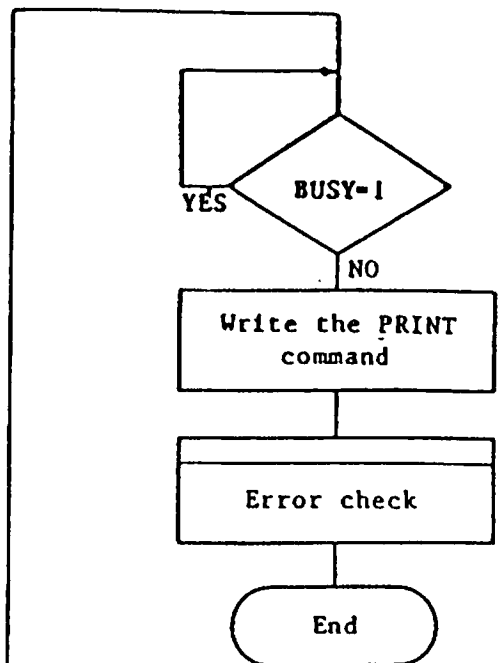 BUSY=1
YES
NO
Write the PRINT
command
Error check
End